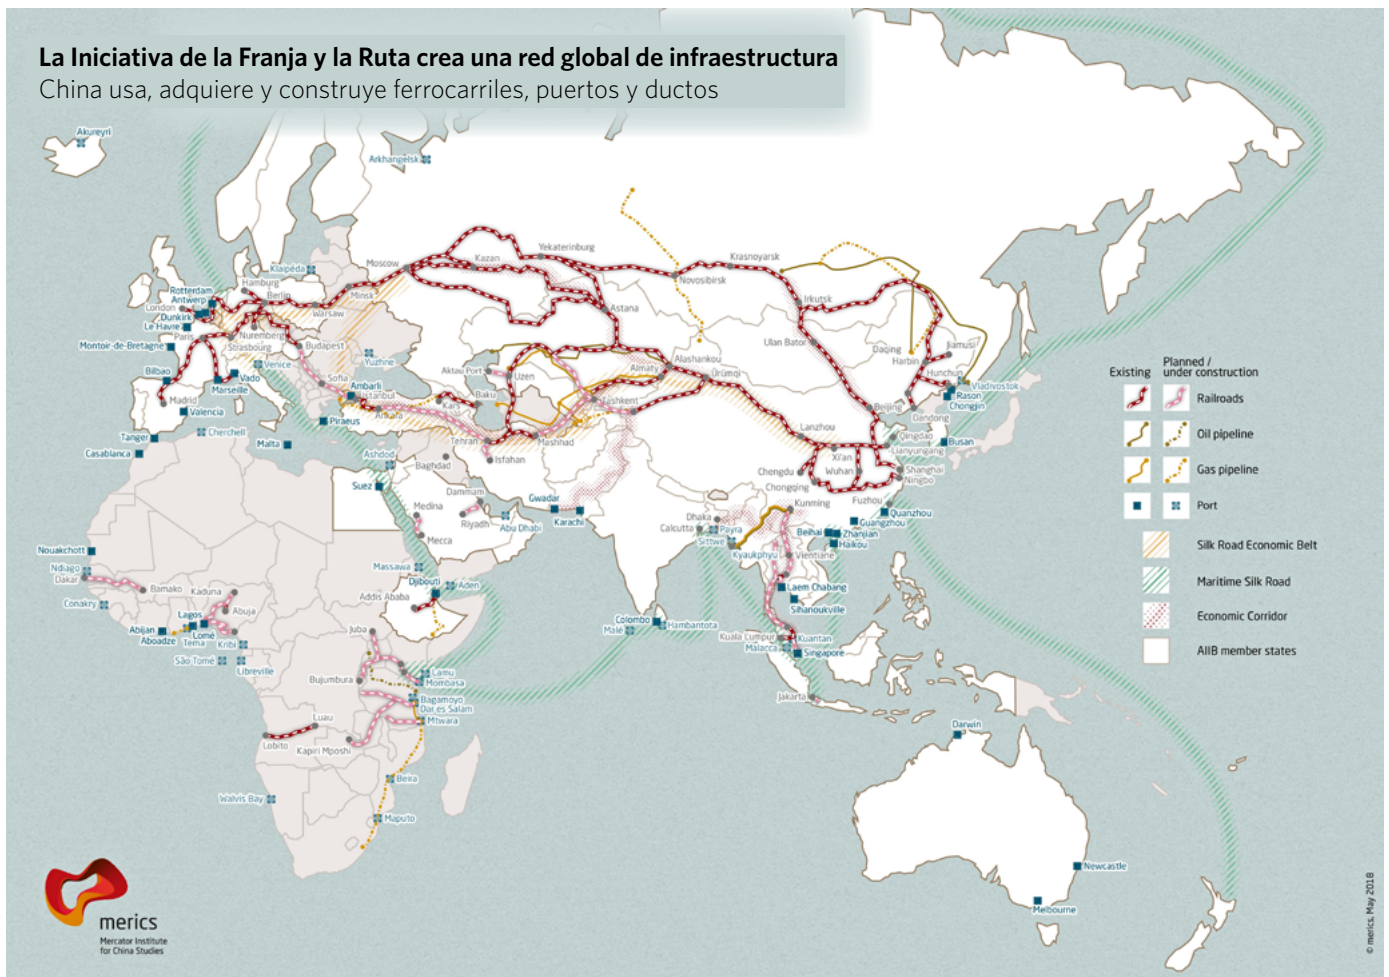 La Iniciativa de la Franja y la Ruta crea una red global de infraestructura
China usa, adquiere y construye ferrocarriles, puertos y ductos
Akureyri
Arkhangelsk
Yekaterinburg
Kazan
Moscow
Krasnoyarsk
Novosibirsk
Klaipéda
Hamburg
Rotterdam
Antwerp
Berlin
Minsk
London
Warsaw
Dunkirk
Le Havre
Paris
Nuremberg
Strasbourg
Budapest
Montoir-de-Bretagne
Venice
Yuzhne
Bilbao
Vado
Marseille
Sofia
Madrid
Valencia
Ambarli
Istanbul
Ankara
Piraeus
Kars
Baku
Aktau Port
Uzen
Astana
Irkutsk
Ulan Bator
Alashankou
Almaty
Ürümqi
Tashkent
Daqing
Jiamusi
Harbin
Hunchun
Vladivostok
Rason
Chongjin
Beijing
Dandong
Tanger
Casablanca
Cherchell
Malta
Tehran
Mashhad
Isfahan
Ashdod
Baghdad
Suez
Lanzhou
Qingdao
Lianyungang
Busan
Xi'an
Wuhan
Shanghai
Ningbo
Chengdu
Chongqing
Medina
Mecca
Dammam
Riyadh
Abu Dhabi
Gwadar
Karachi
Dhaka
Calcutta
Payra
Sittwe
Kyaukphyu
Kunming
Fuzhou
Quanzhou
Guangzhou
Beihai
Zhanjian
Haikou
Vientiane
Nouakchott
Ndiago
Dakar
Bamako
Kaduna
Conakry
Abuja
Lagos
Abijan
Aboadze
Lomé
Tema
Kribi
São Tomé
Libreville
Massawa
Djibouti
Aden
Addis Ababa
Colombo
Male
Hambantota
Laem Chabang
Sihanoukville
Kuala Lumpur
Kuantan
Malacca
Singapore
Jakarta
Juba
Lamu
Mombasa
Bujumbura
Bagamoyo
Dar es Salam
Mtwara
Luau
Lobito
Kapiri Mposhi
Beira
Walvis Bay
Maputo
Darwin
Newcastle
Melbourne
Existing
Planned /
under construction
Railroads
Oil pipeline
Gas pipeline
Port
Silk Road Economic Belt
Maritime Silk Road
Economic Corridor
AIIB member states
merics
Mercator Institute
for China Studies
© merics, May 2018